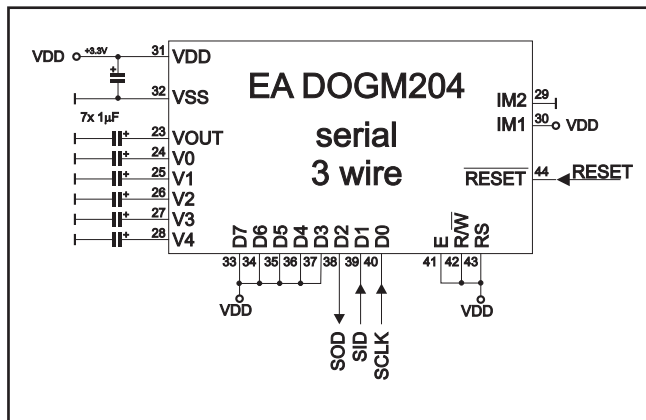 EA DOGM204
serial
3 wire
VDD
+3.3V
31
VDD
32
VSS
7x 1µF
23
VOUT
24
V0
25
V1
26
V2
27
V3
28
V4
IM2
29
IM1
30
VDD
RESET
44
RESET
D7
D6
D5
D4
D3
D2
D1
D0
33
34
35
36
37
38
39
40
VDD
SOD
SID
SCLK
E
R/W
RS
41
42
43
VDD